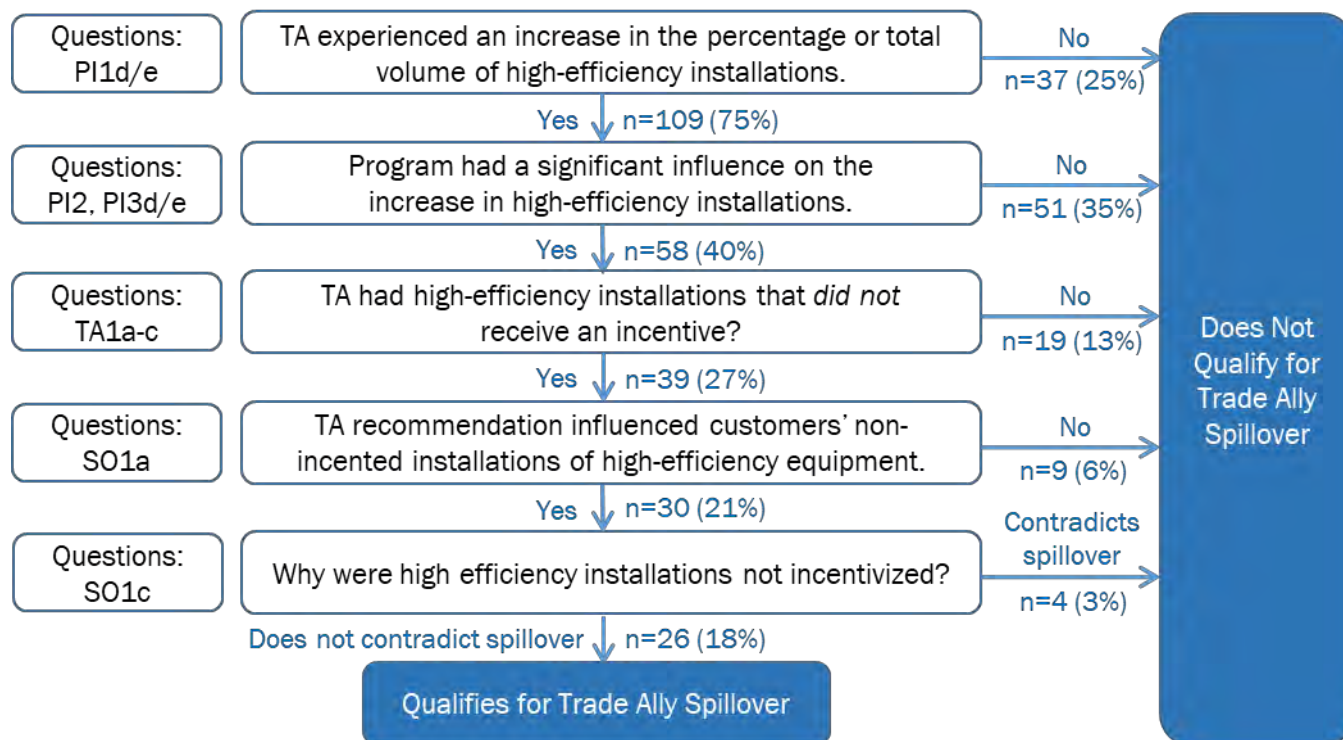 Questions:
PI1d/e
TA experienced an increase in the percentage or total
volume of high-efficiency installations.
No
n=37 (25%)
Yes n=109 (75%)
Questions:
PI2, PI3d/e
Program had a significant influence on the
increase in high-efficiency installations.
No
n=51 (35%)
Yes n=58 (40%)
Questions:
TA1a-c
TA had high-efficiency installations that did not
receive an incentive?
No
n=19 (13%)
Yes n=39 (27%)
Questions:
SO1a
TA recommendation influenced customers’ non-
incented installations of high-efficiency equipment.
No
n=9 (6%)
Yes n=30 (21%)
Questions:
SO1c
Why were high efficiency installations not incentivized?
Contradicts
spillover
n=4 (3%)
Does not contradict spillover n=26 (18%)
Qualifies for Trade Ally Spillover
Does Not
Qualify for
Trade Ally
Spillover